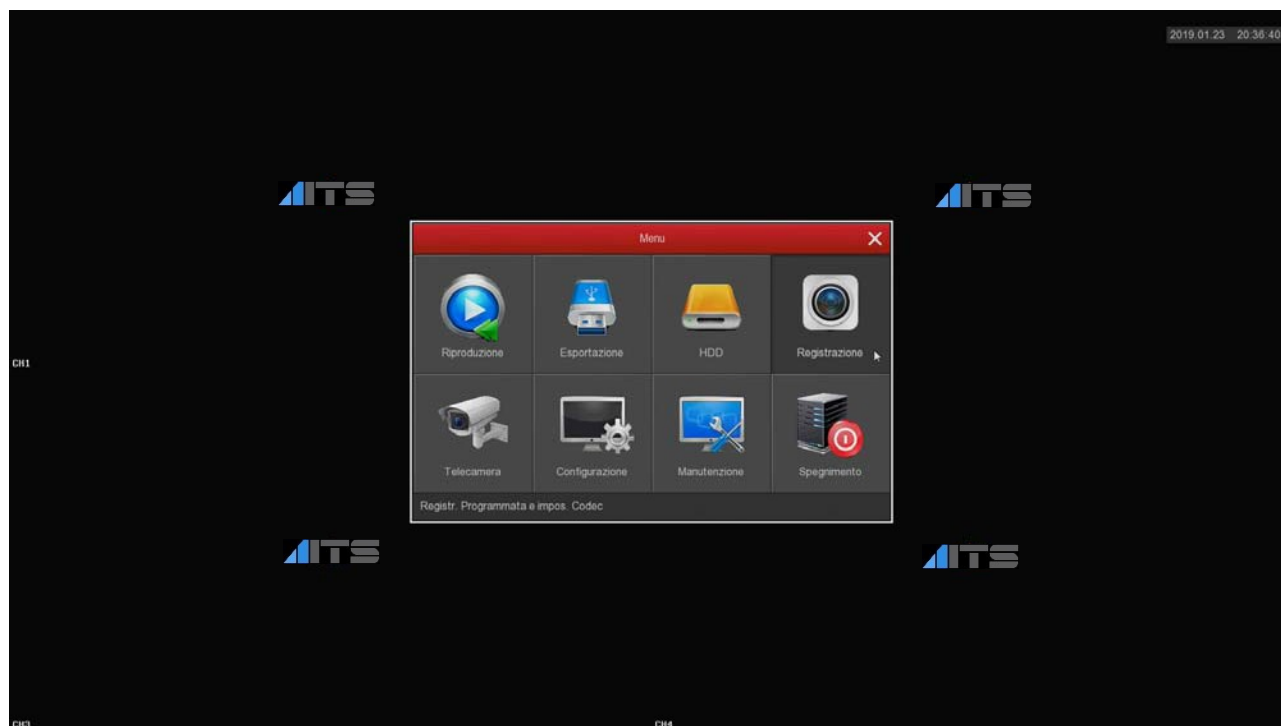 2019.01.23 20:36:40
ITS ITS
Menu
Riproduzione Esportazione HDD Registrazione
CH1
Telecamera Configurazione Manutenzione Spegnimento
Registr. Programmata e impos. Codec
ITS ITS
CH3 CH4